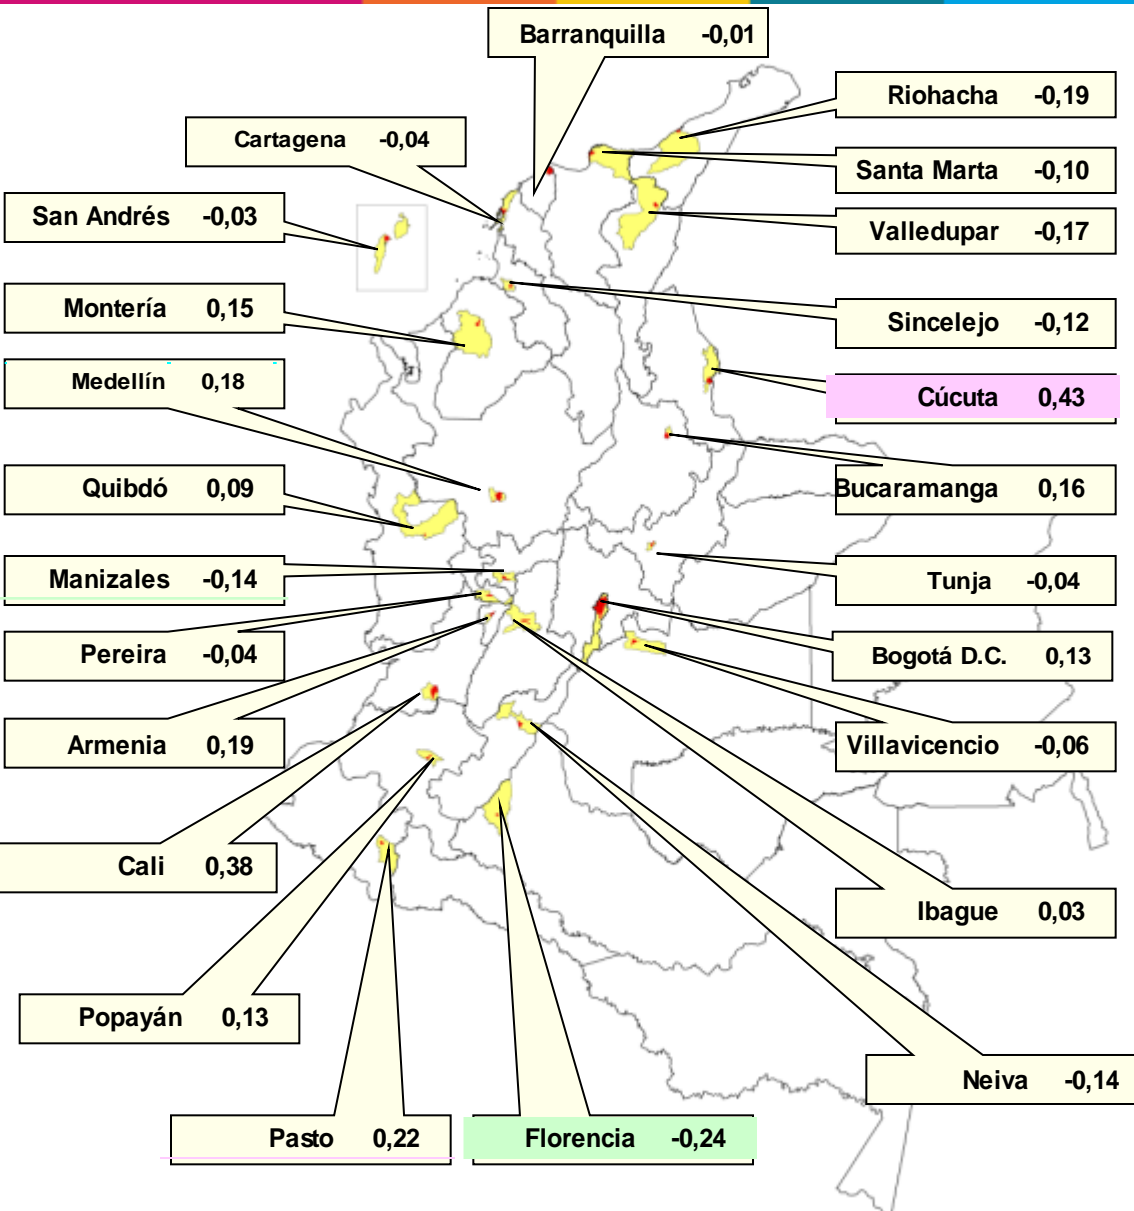 Barranquilla -0,01
Riohacha -0,19
Cartagena -0,04
Santa Marta -0,10
San Andrés -0,03
Valledupar -0,17
Montería 0,15
Sincelejo -0,12
Medellín 0,18
Cúcuta 0,43
Quibdó 0,09
Bucaramanga 0,16
Manizales -0,14
Tunja -0,04
Pereira -0,04
Bogotá D.C. 0,13
Armenia 0,19
Villavicencio -0,06
Cali 0,38
Ibague 0,03
Popayán 0,13
Neiva -0,14
Pasto 0,22
Florencia -0,24